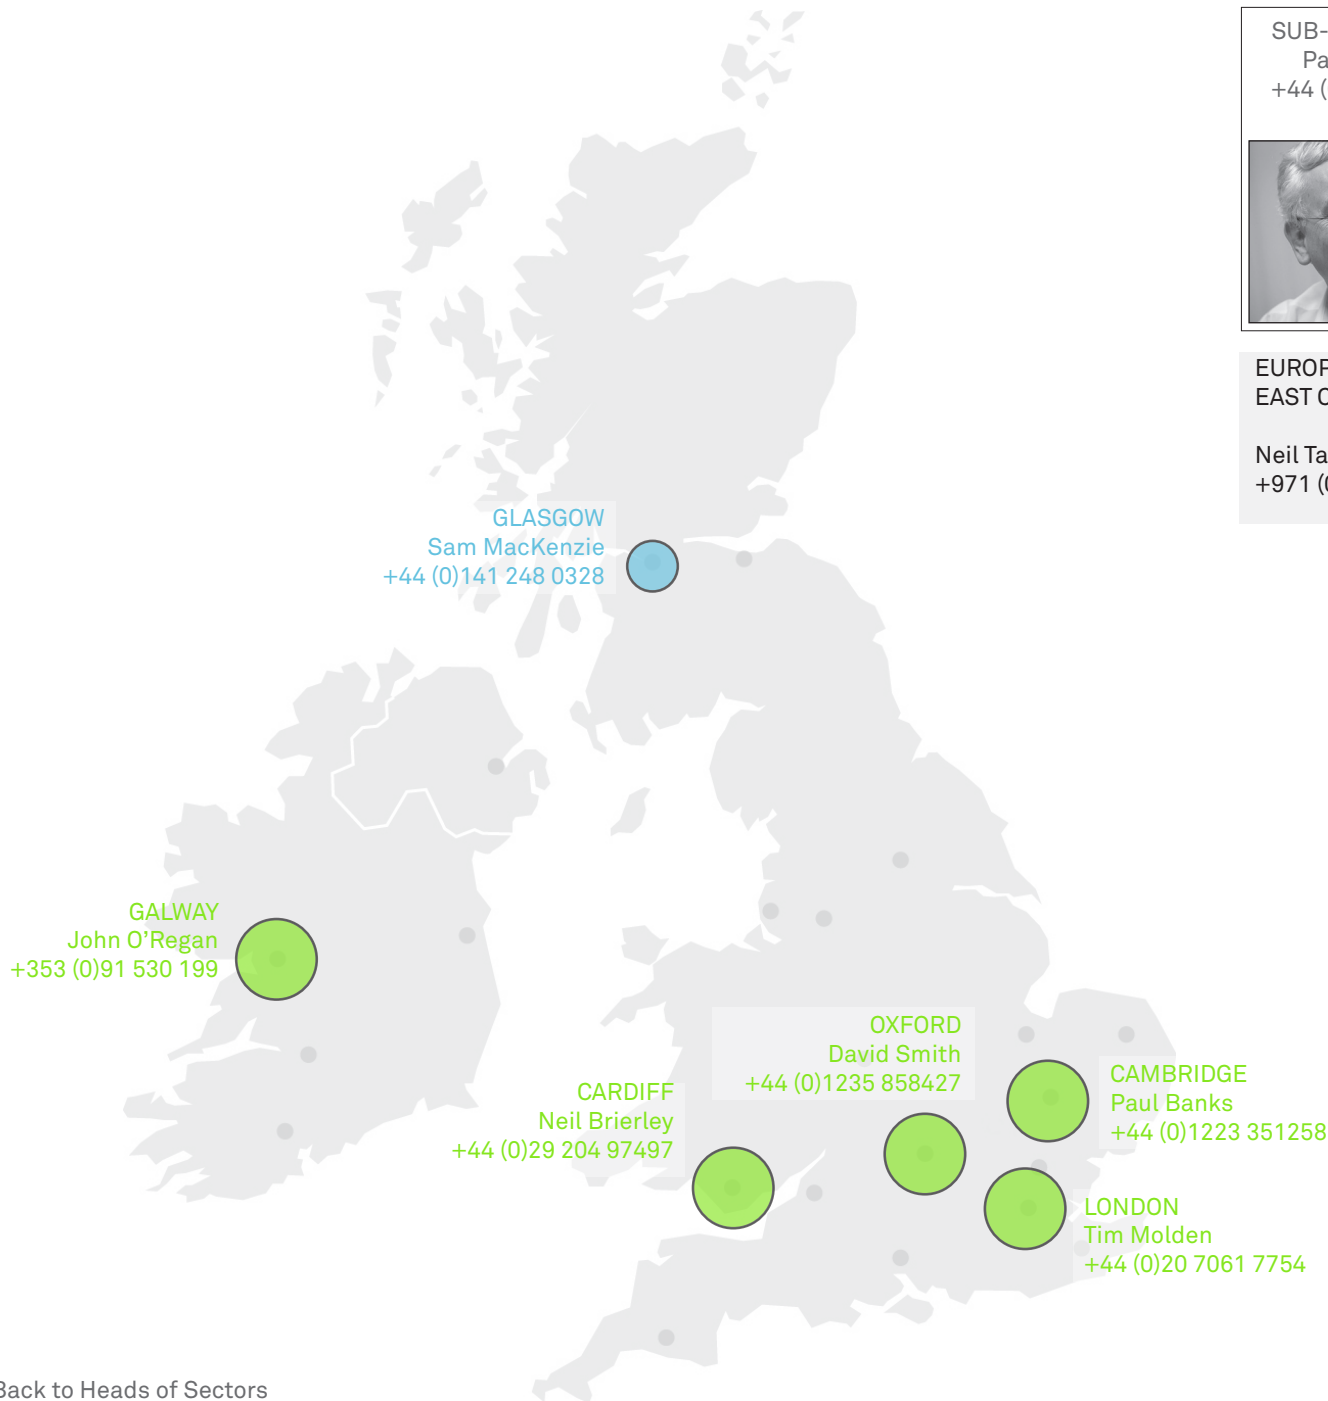 SUB-
Pa
+44 (
EUROP
EAST C
Neil Ta
+971 (0
GLASGOW
Sam MacKenzie
+44 (0)141 248 0328
GALWAY
John O’Regan
+353 (0)91 530 199
OXFORD
David Smith
+44 (0)1235 858427
CAMBRIDGE
Paul Banks
+44 (0)1223 351258
CARDIFF
Neil Brierley
+44 (0)29 204 97497
LONDON
Tim Molden
+44 (0)20 7061 7754
Back to Heads of Sectors